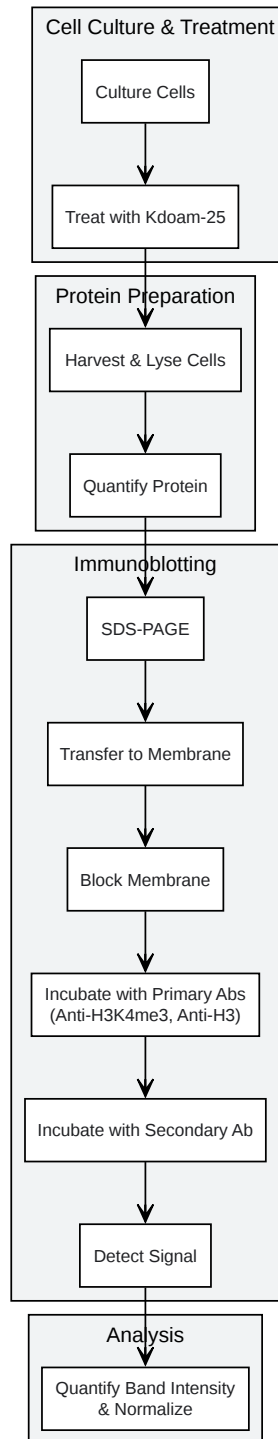 Cell Culture & Treatment
Culture Cells
Treat with Kdoam-25
Protein Preparation
Harvest & Lyse Cells
Quantify Protein
Immunoblotting
SDS-PAGE
Transfer to Membrane
Block Membrane
Incubate with Primary Abs
(Anti-H3K4me3, Anti-H3)
Incubate with Secondary Ab
Detect Signal
Analysis
Quantify Band Intensity
& Normalize